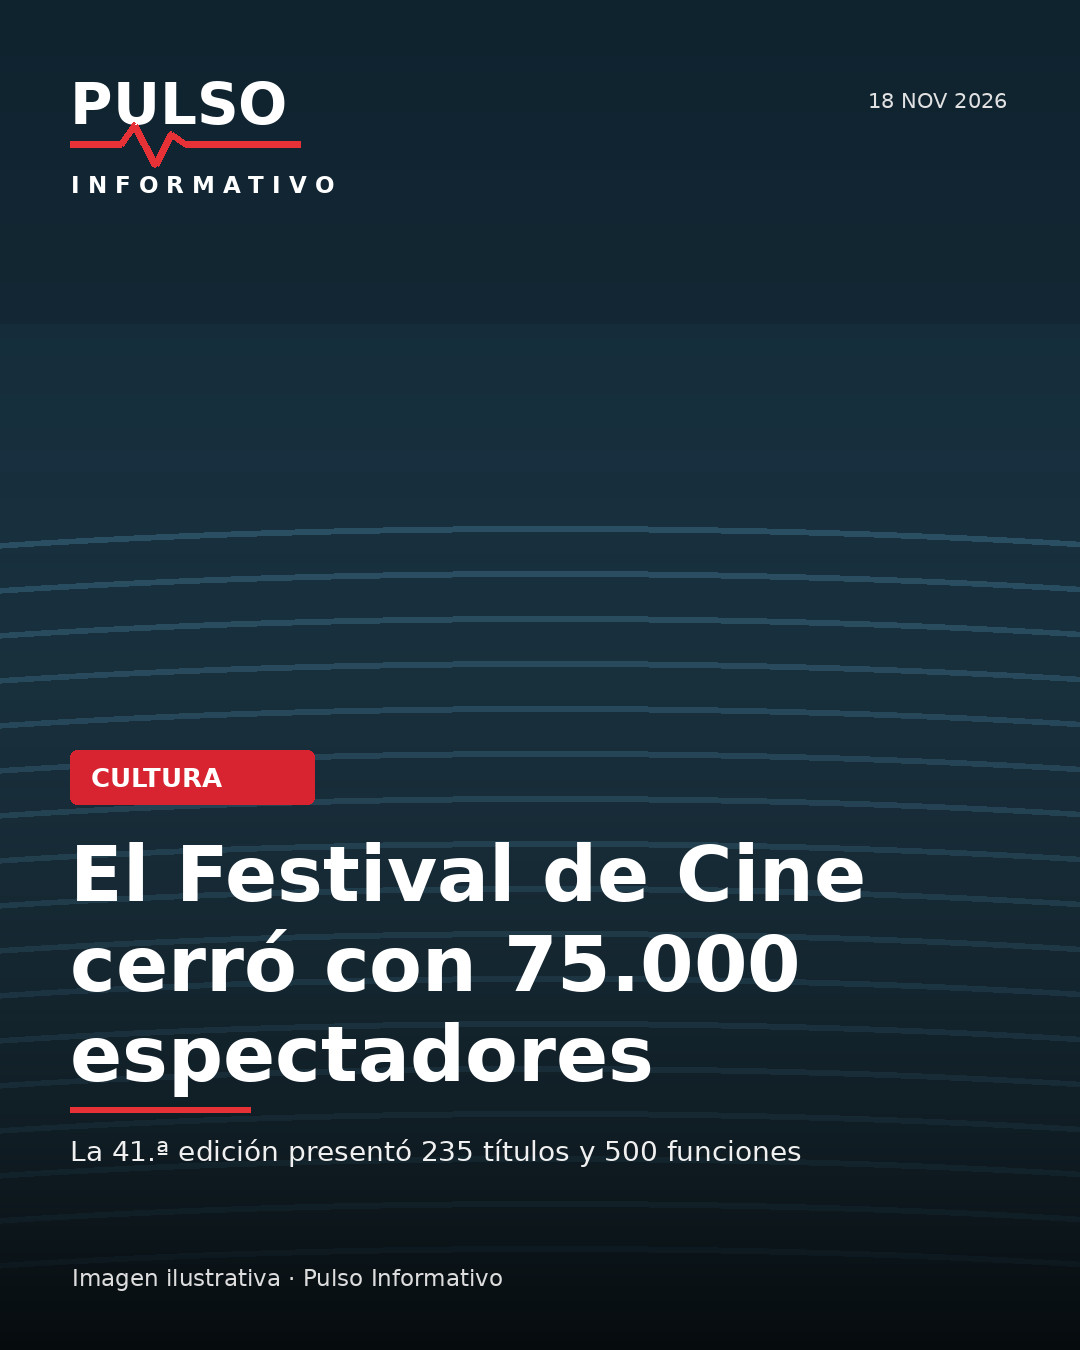 PULSO
INFORMATIVO
18 NOV 2026
CULTURA
El Festival de Cine
cerró con 75.000
espectadores
La 41.ª edición presentó 235 títulos y 500 funciones
Imagen ilustrativa · Pulso Informativo